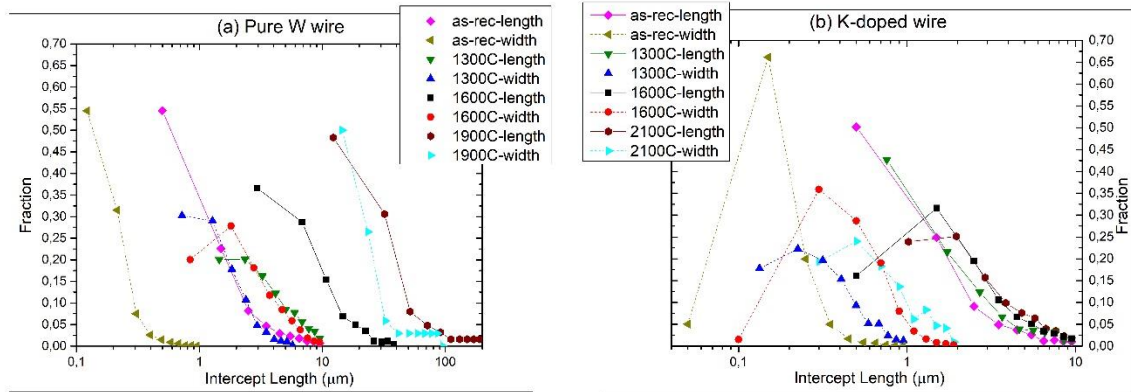 (a) Pure W wire
as-rec-length
as-rec-width
1300C-length
1300C-width
1600C-length
1600C-width
1900C-length
1900C-width
0,70
0,65
0,60
0,55
0,50
0,45
0,40
0,35
0,30
0,25
0,20
0,15
0,10
0,05
0,00
Fraction
0,1 1 10 100
Intercept Length (μm)
(b) K-doped wire
as-rec-length
as-rec-width
1300C-length
1300C-width
1600C-length
1600C-width
2100C-length
2100C-width
0,70
0,65
0,60
0,55
0,50
0,45
0,40
0,35
0,30
0,25
0,20
0,15
0,10
0,05
0,00
Fraction
0,1 1 10
Intercept Length (μm)